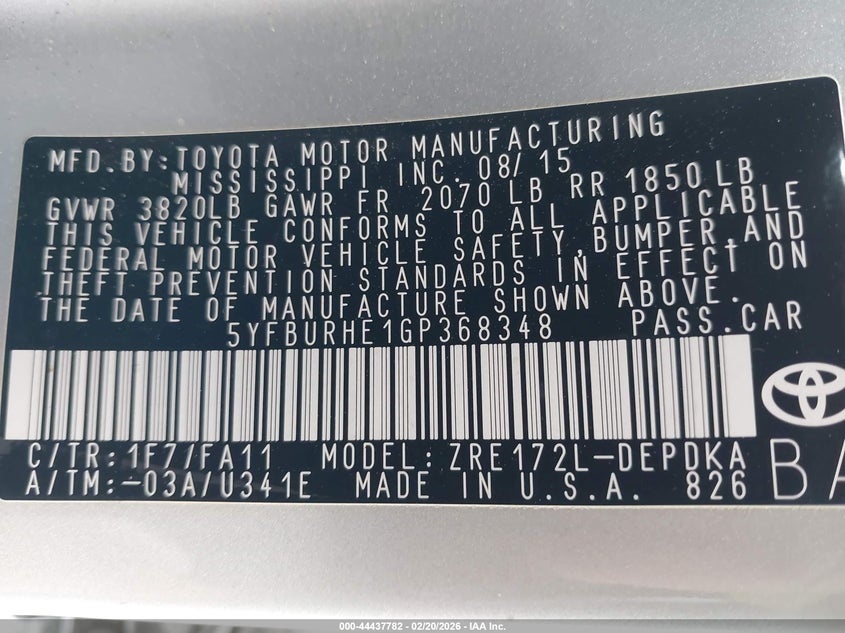 MFD.BY:TOYOTA MOTOR MANUFACTURING
MISSISSIPPI INC. 08/15
GVWR 3820LB GAWR FR 2070 LB RR 1850 LB
THIS VEHICLE CONFORMS TO ALL APPLICABLE
FEDERAL MOTOR VEHICLE SAFETY,BUMPER,AND
THEFT PREVENTION STANDARDS IN EFFECT ON
THE DATE OF MANUFACTURE SHOWN ABOVE.
5YFBURHE1GP368348 PASS.CAR
C/TR:1F7/FA11 MODEL:ZRE172L-DEPDKA
A/TM:-03A/U341E MADE IN U.S.A. 826
BA
000-44437782 - 02/20/2026 - IAA Inc.